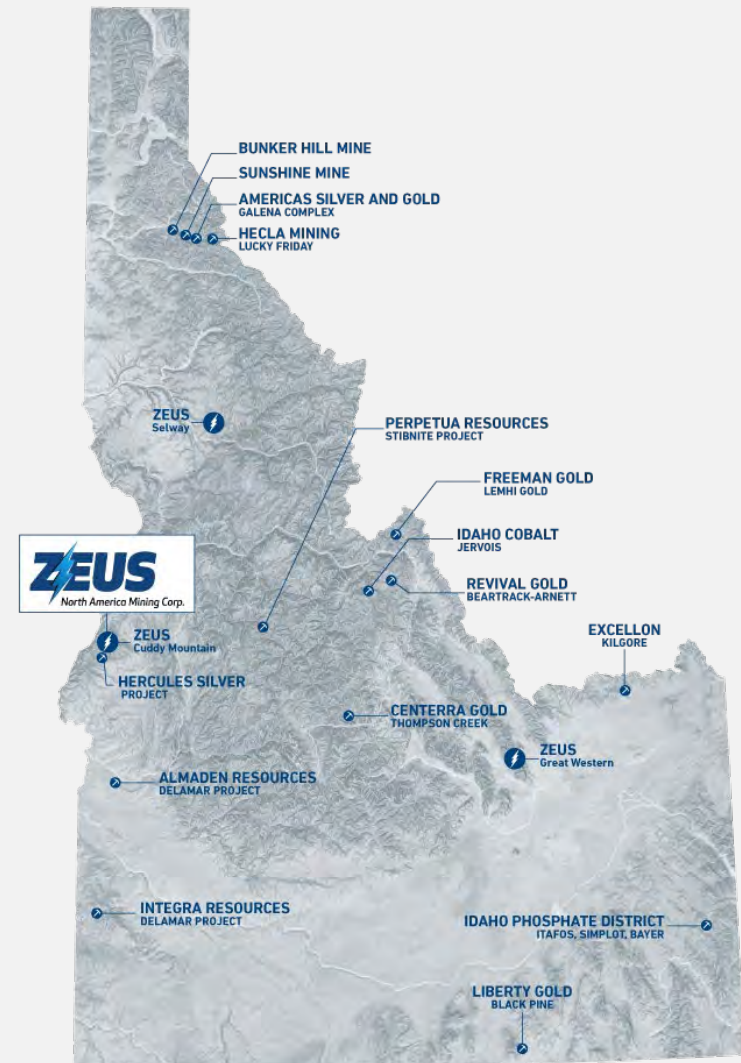 BUNKER HILL MINE
SUNSHINE MINE
AMERICAS SILVER AND GOLD
GALENA COMPLEX
HECLA MINING
LUCKY FRIDAY
ZEUS
Selway
PERPETUA RESOURCES
STIBNITE PROJECT
FREEMAN GOLD
LEMHI GOLD
IDAHO COBALT
JERVOIS
REVIVAL GOLD
BEARTRACK-ARNETT
ZEUS
North America Mining Corp.
ZEUS
Cuddy Mountain
HERCULES SILVER
PROJECT
EXCELLON
KILGORE
CENTERRA GOLD
THOMPSON CREEK
ZEUS
Great Western
ALMADEN RESOURCES
DELAMAR PROJECT
INTEGRA RESOURCES
DELAMAR PROJECT
IDAHO PHOSPHATE DISTRICT
ITAFOS, SIMPLOT, BAYER
LIBERTY GOLD
BLACK PINE